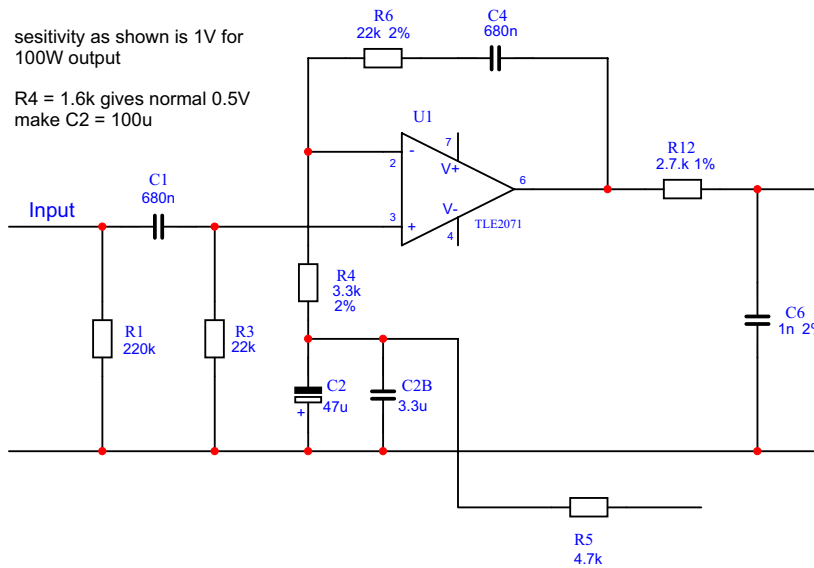 sesitivity as shown is 1V for
100W output
R4 = 1.6k gives normal 0.5V
make C2 = 100u
R6
22k 2%
C4
680n
U1
7
-
2
V+
6
3
+
V-
4
TLE2071
R12
2.7.k 1%
C1
680n
Input
R4
3.3k
2%
R1
220k
R3
22k
C6
1n 2%
C2
47u
+
C2B
3.3u
R5
4.7k